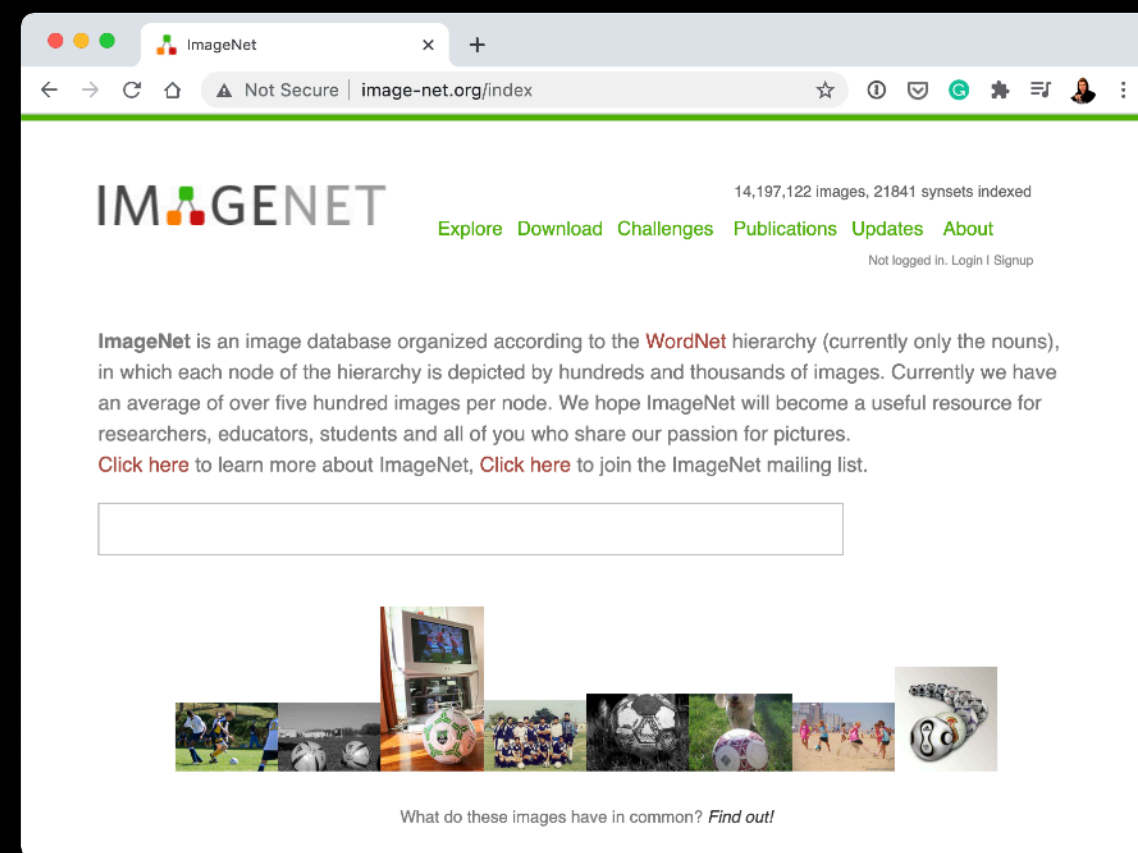 ImageNet
Not Secure | image-net.org/index
IMAGENET
14,197,122 images, 21841 synsets indexed
Explore Download Challenges Publications Updates About
Not logged in. Login I Signup
ImageNet is an image database organized according to the WordNet hierarchy (currently only the nouns),
in which each node of the hierarchy is depicted by hundreds and thousands of images. Currently we have
an average of over five hundred images per node. We hope ImageNet will become a useful resource for
researchers, educators, students and all of you who share our passion for pictures.
Click here to learn more about ImageNet, Click here to join the ImageNet mailing list.
What do these images have in common? Find out!